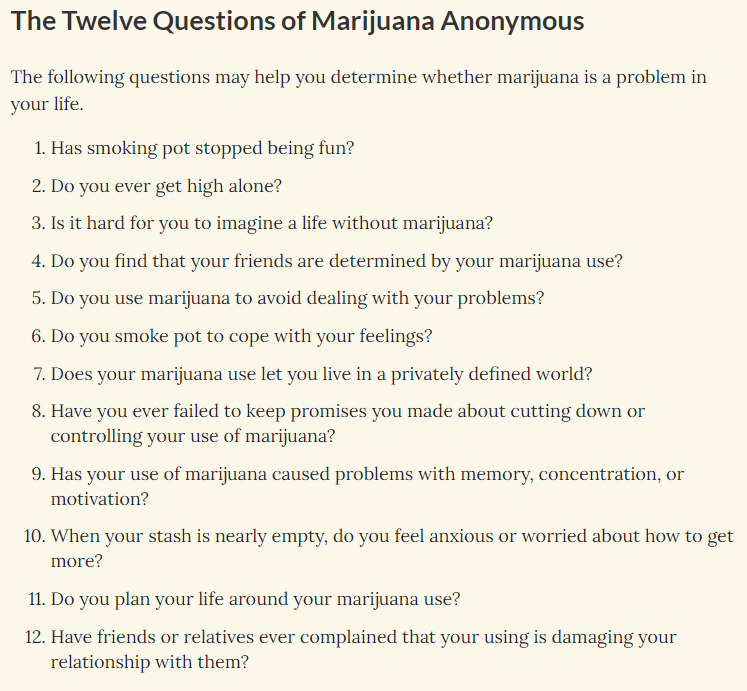 The Twelve Questions of Marijuana Anonymous
The following questions may help you determine whether marijuana is a problem in
your life.
1. Has smoking pot stopped being fun?
2. Do you ever get high alone?
3. Is it hard for you to imagine a life without marijuana?
4. Do you find that your friends are determined by your marijuana use?
5. Do you use marijuana to avoid dealing with your problems?
6. Do you smoke pot to cope with your feelings?
7. Does your marijuana use let you live in a privately defined world?
8. Have you ever failed to keep promises you made about cutting down or
controlling your use of marijuana?
9. Has your use of marijuana caused problems with memory, concentration, or
motivation?
10. When your stash is nearly empty, do you feel anxious or worried about how to get
more?
11. Do you plan your life around your marijuana use?
12. Have friends or relatives ever complained that your using is damaging your
relationship with them?